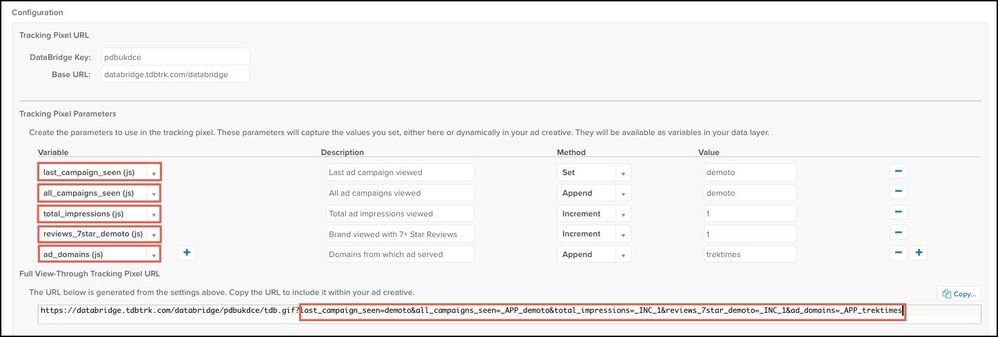 Configuration
Tracking Pixel URL
DataBridge Key: pdbukdce
Base URL: databridge.tdbtrk.com/databridge
Tracking Pixel Parameters
Create the parameters to use in the tracking pixel. These parameters will capture the values you set, either here or dynamically in your ad creative. They will be available as variables in your data layer.
Variable Description Method Value
last_campaign_seen (js) Last ad campaign viewed Set demoto
all_campaigns_seen (js) All ad campaigns viewed Append demoto
total_impressions (js) Total ad impressions viewed Increment 1
reviews_7star_demoto (js) Brand viewed with 7+ Star Reviews Increment 1
ad_domains (js) Domains from which ad served Append trektimes
Full View-Through Tracking Pixel URL
The URL below is generated from the settings above. Copy the URL to include it within your ad creative.
Copy...
https://databridge.tdbtrk.com/databridge/pdbukdce/tdb.gif?last_campaign_seen=demoto&all_campaigns_seen=_APP_demoto&total_impressions=_INC_1&reviews_7star_demoto=_INC_1&ad_domains=_APP_trektimes